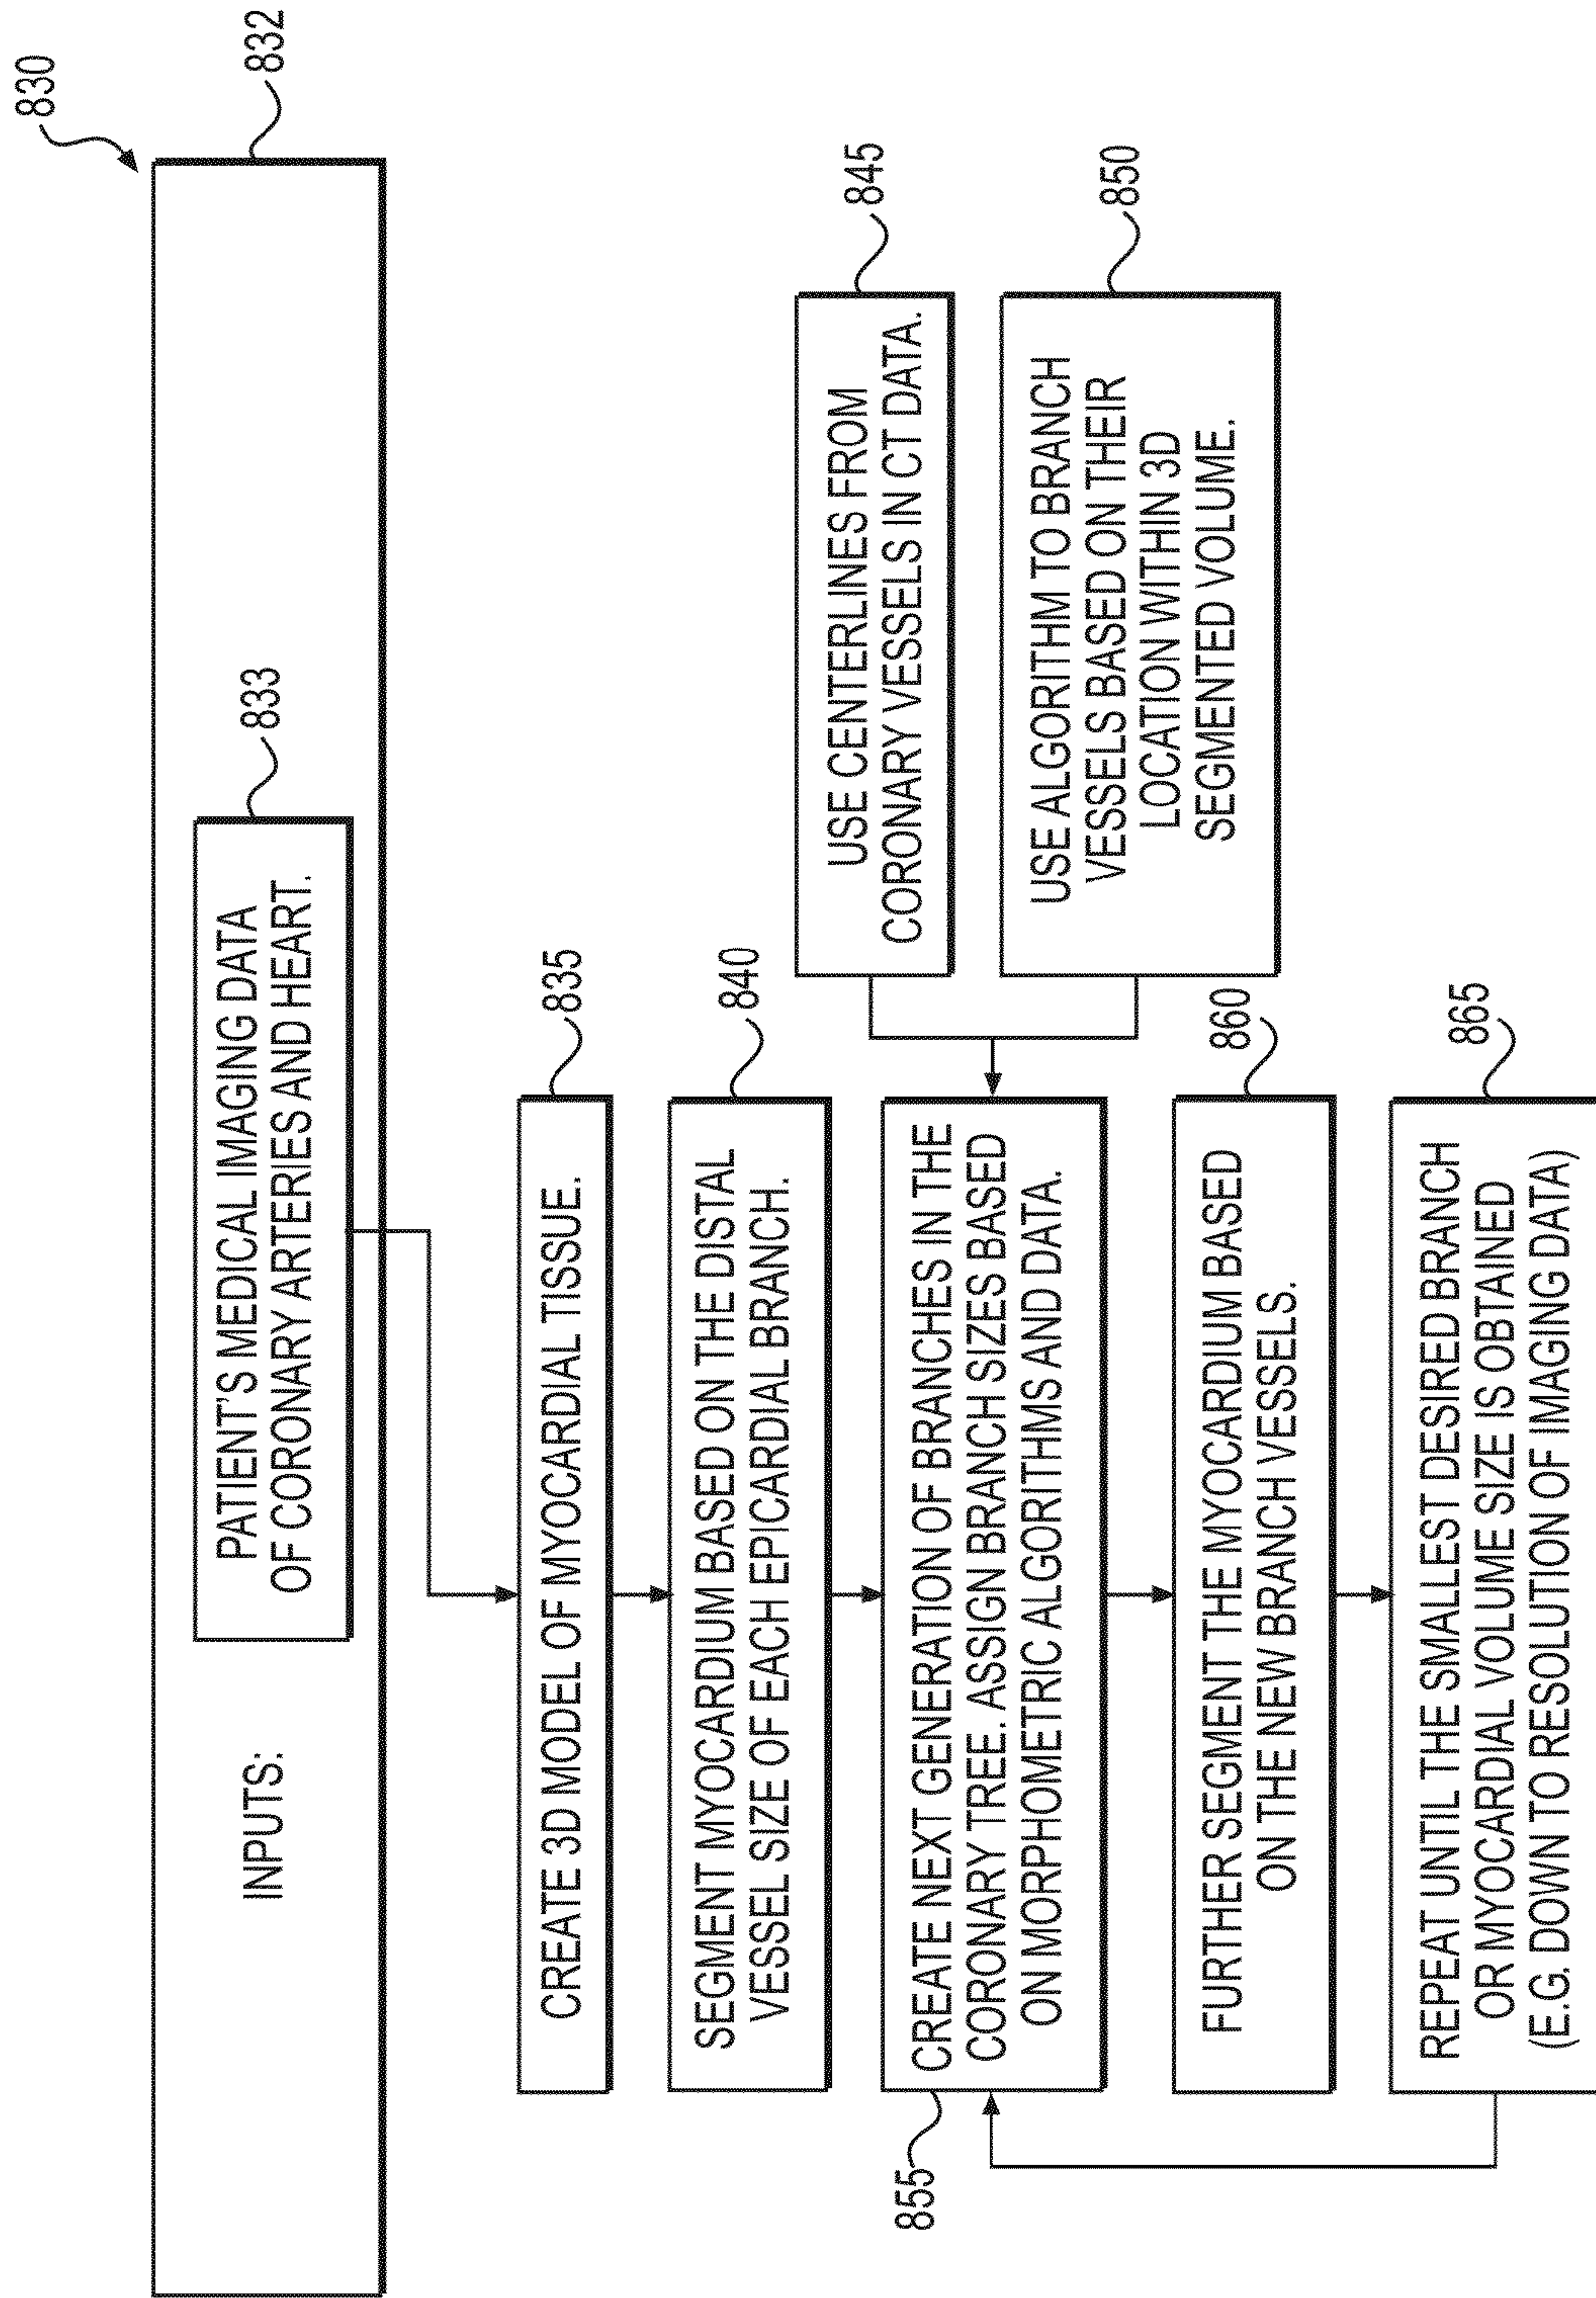 830
832
833
INPUTS:
PATIENT'S MEDICAL IMAGING DATA
OF CORONARY ARTERIES AND HEART.
835
CREATE 3D MODEL OF MYOCARDIAL TISSUE.
840
SEGMENT MYOCARDIUM BASED ON THE DISTAL
VESSEL SIZE OF EACH EPICARDIAL BRANCH.
845
USE CENTERLINES FROM
CORONARY VESSELS IN CT DATA.
850
USE ALGORITHM TO BRANCH
VESSELS BASED ON THEIR
LOCATION WITHIN 3D
SEGMENTED VOLUME.
855
CREATE NEXT GENERATION OF BRANCHES IN THE
CORONARY TREE. ASSIGN BRANCH SIZES BASED
ON MORPHOMETRIC ALGORITHMS AND DATA.
860
FURTHER SEGMENT THE MYOCARDIUM BASED
ON THE NEW BRANCH VESSELS.
865
REPEAT UNTIL THE SMALLEST DESIRED BRANCH
OR MYOCARDIAL VOLUME SIZE IS OBTAINED
(E.G. DOWN TO RESOLUTION OF IMAGING DATA)